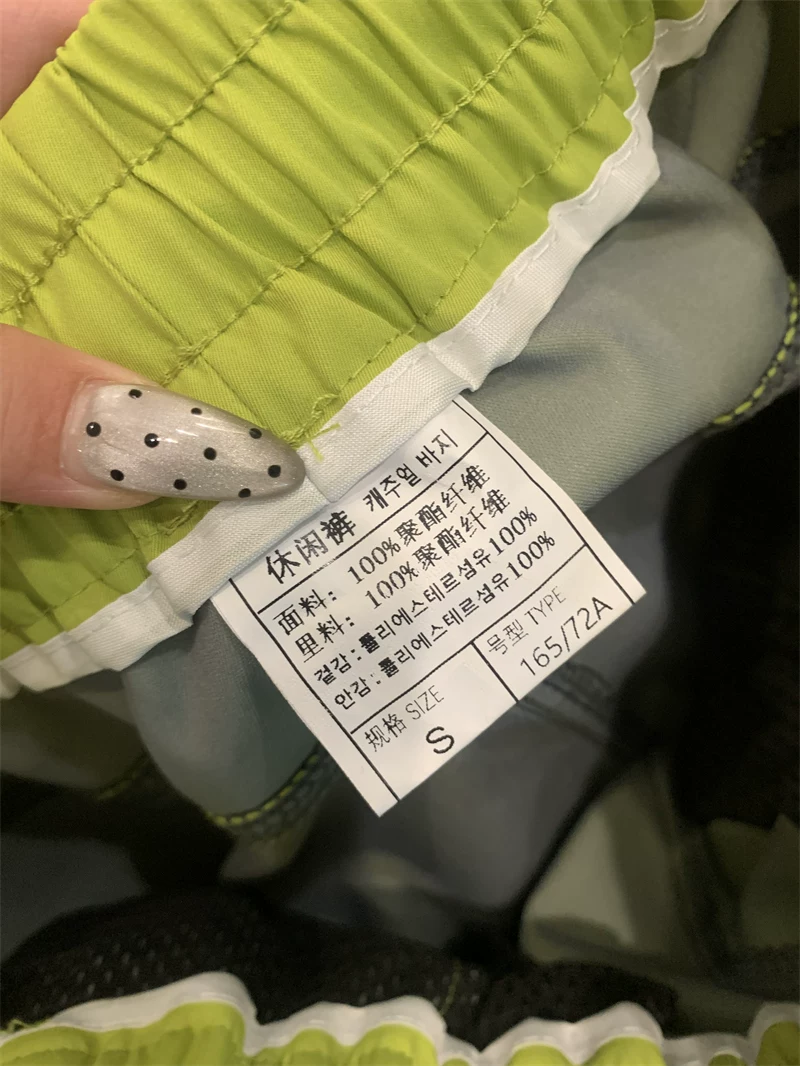 休闲裤 캐주얼 바지
面料: 100%聚酯纤维
里料: 100%聚酯纤维
겉감:폴리에스테르섬유100%
안감:폴리에스테르섬유100%
规格 SIZE
S
号型 TYPE
165/72A